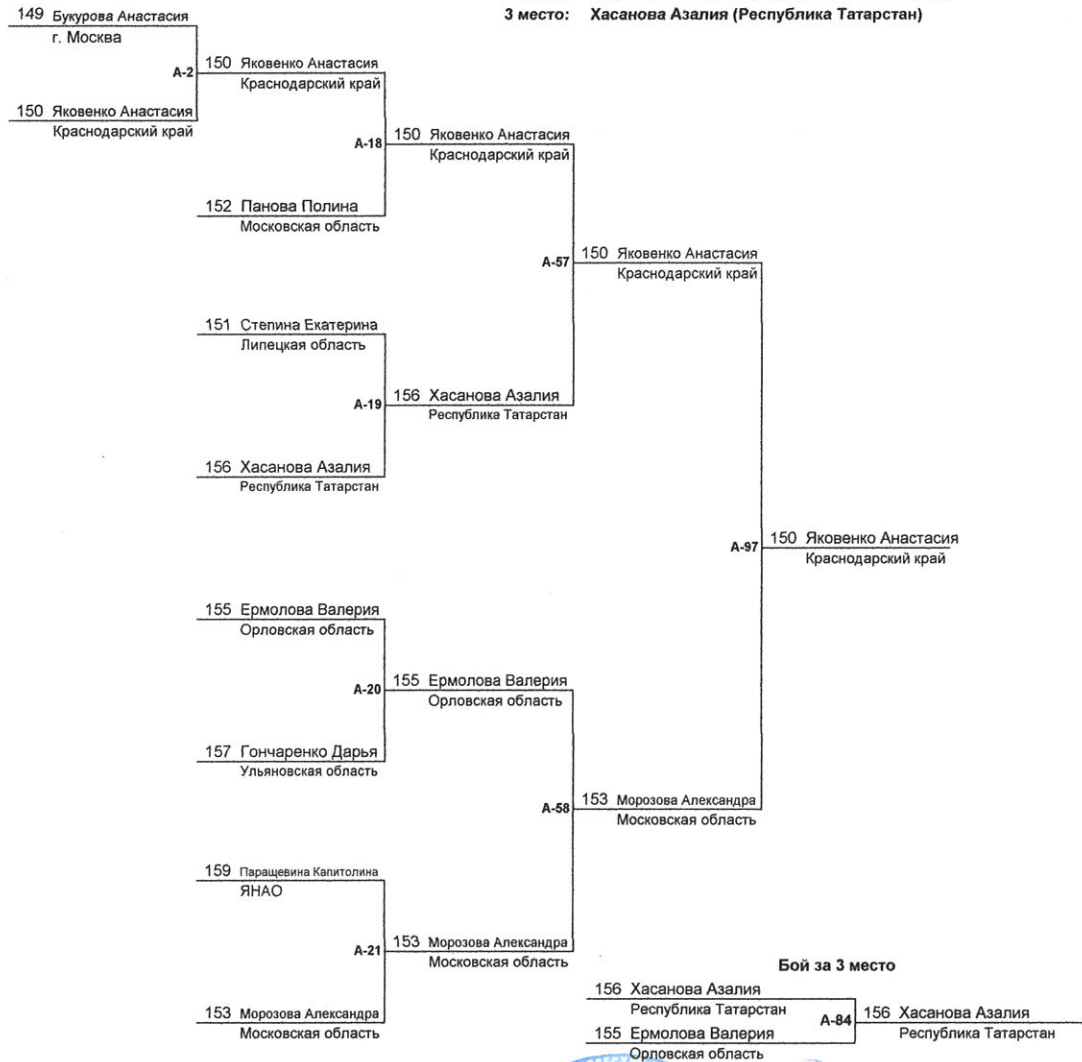 3 место: Хасанова Азалия (Республика Татарстан)
149 Букурова Анастасия
г. Москва
А-2
150 Яковенко Анастасия
Краснодарский край
150 Яковенко Анастасия
Краснодарский край
А-18
150 Яковенко Анастасия
Краснодарский край
152 Панова Полина
Московская область
А-57
150 Яковенко Анастасия
Краснодарский край
151 Степина Екатерина
Липецкая область
А-19
156 Хасанова Азалия
Республика Татарстан
156 Хасанова Азалия
Республика Татарстан
А-97
150 Яковенко Анастасия
Краснодарский край
155 Ермолова Валерия
Орловская область
А-20
155 Ермолова Валерия
Орловская область
157 Гончаренко Дарья
Ульяновская область
А-58
153 Морозова Александра
Московская область
159 Паращевина Капитолина
ЯНАО
А-21
153 Морозова Александра
Московская область
153 Морозова Александра
Московская область
Бой за 3 место
156 Хасанова Азалия
Республика Татарстан
А-84
156 Хасанова Азалия
Республика Татарстан
155 Ермолова Валерия
Орловская область